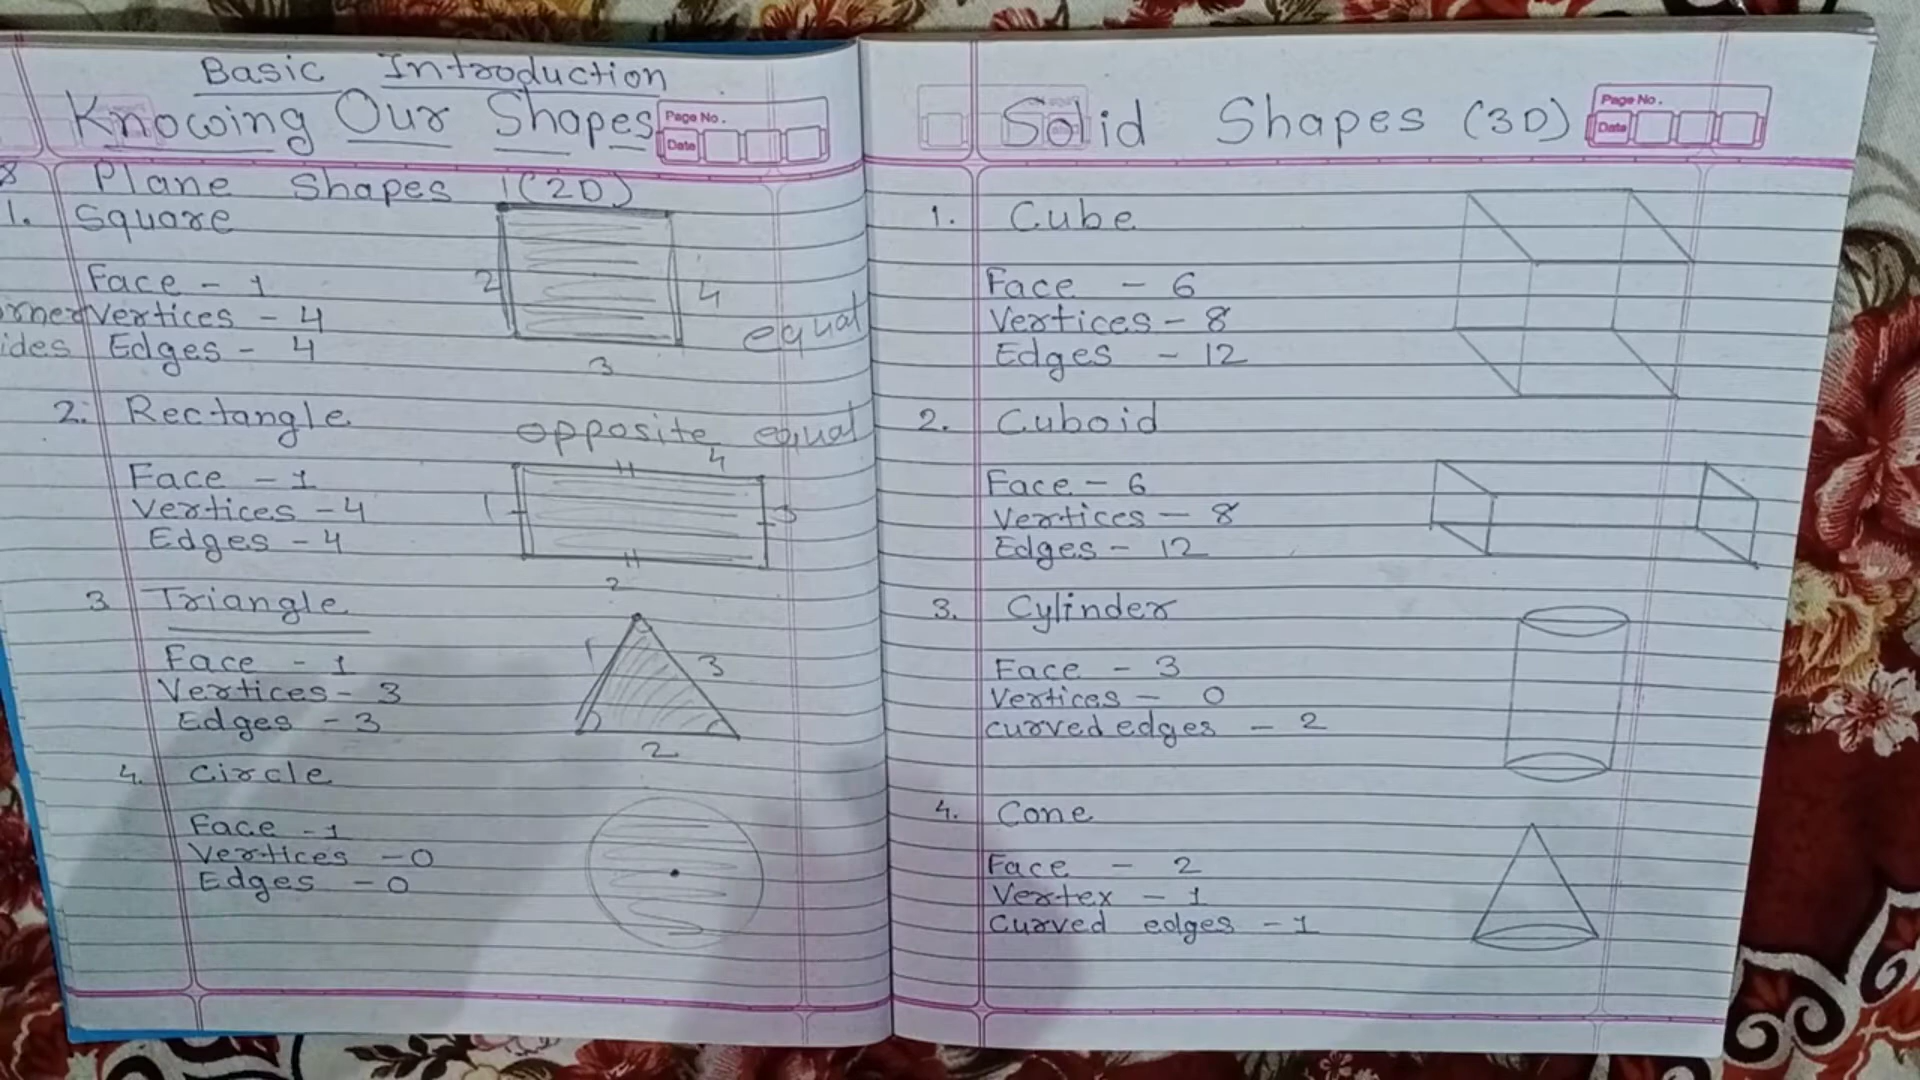 Basic Introduction
Knowing Our Shapes
Page No.
Date
Plane Shapes (2D)
1. Square
1
Face - 1
2
4
Vertices - 4
equal
ides Edges - 4
3
2. Rectangle
opposite equal
4
Face - 1
1
3
Vertices - 4
Edges - 4
2
3 Triangle
1
3
Face - 1
Vertices - 3
Edges - 3
2
4. Circle
Face - 1
Vertices - 0
Edges - 0
Solid Shapes (3D)
Page No.
Date
1. Cube
Face - 6
Vertices - 8
Edges - 12
2. Cuboid
Face - 6
Vertices - 8
Edges - 12
3. Cylinder
Face - 3
Vertices - 0
curved edges - 2
4. Cone
Face - 2
Vertex - 1
Curved edges - 1